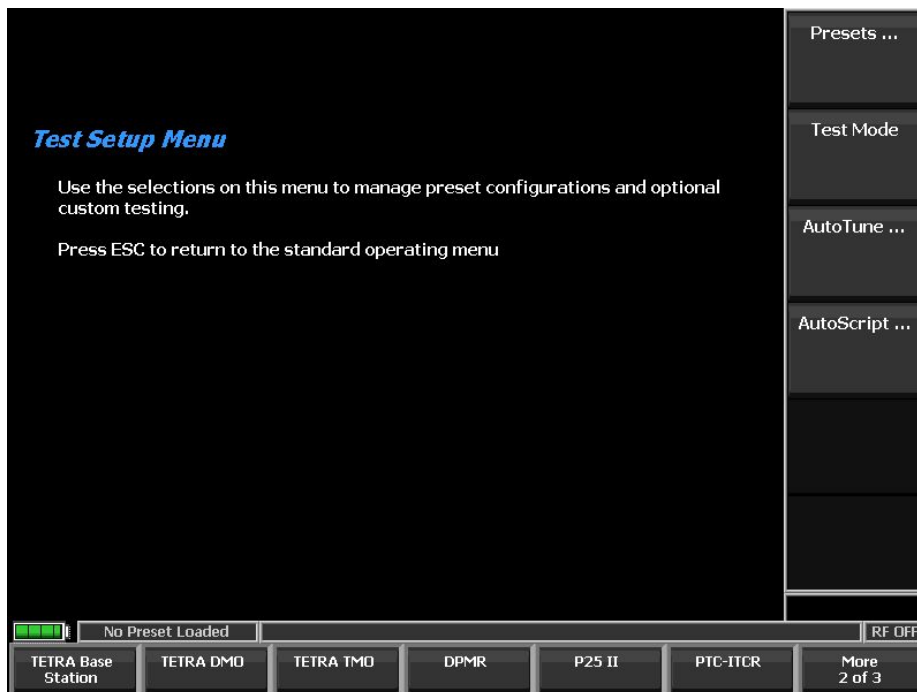 Presets ...
Test Setup Menu
Test Mode
Use the selections on this menu to manage preset configurations and optional
custom testing.
Press ESC to return to the standard operating menu
AutoTune ...
AutoScript ...
No Preset Loaded
RF OFF
TETRA Base
Station
TETRA DMO
TETRA TMO
DPMR
P25 II
PTC-ITCR
More
2 of 3